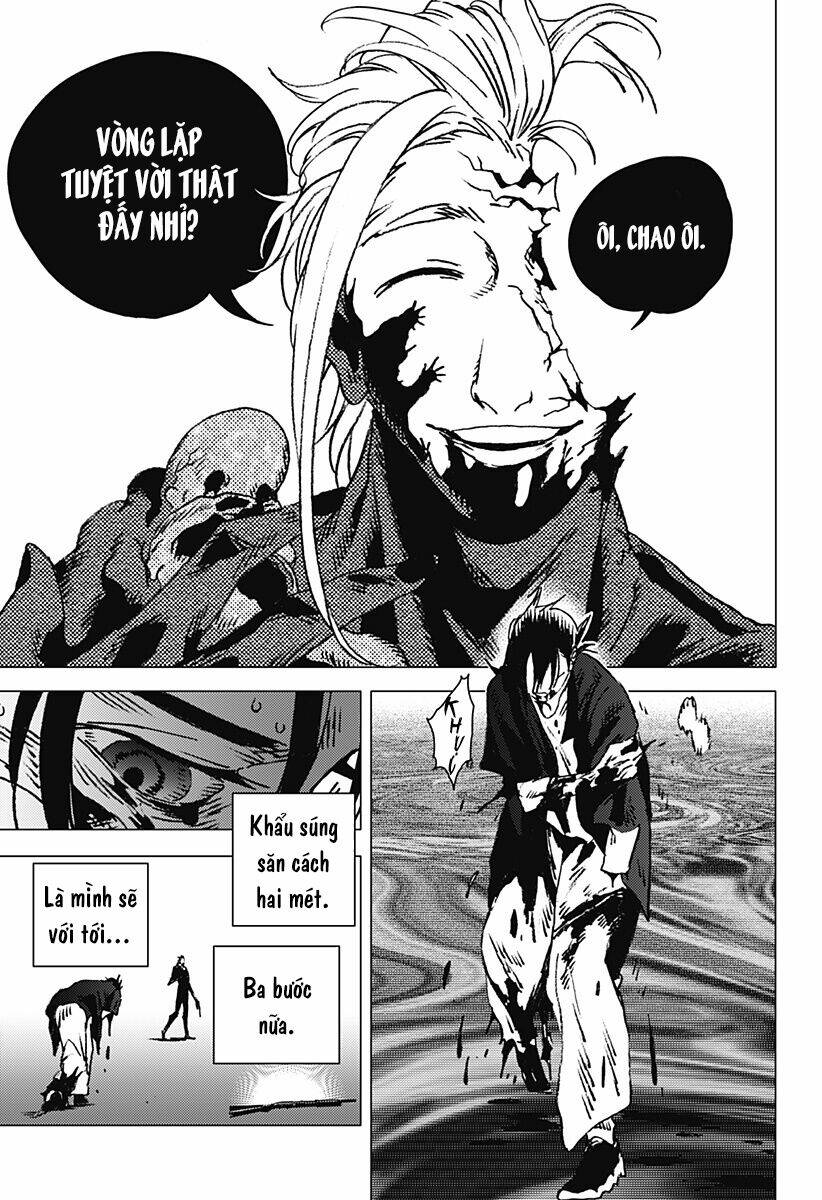 ÔI, CHAO ÔI.
VÒNG LẶP
TUYỆT VỜI THẬT
ĐẤY NHỈ?
KHỰ
Khẩu súng
săn cách
hai mét.
Ba bước
nữa.
Là mình sẽ
với tới...